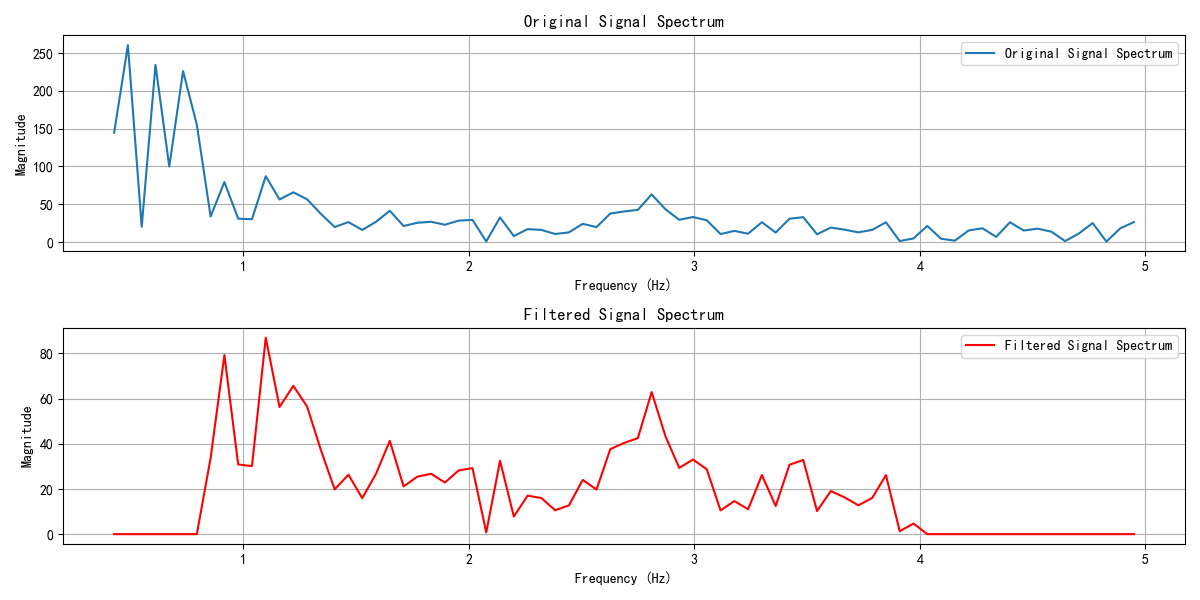 Original Signal Spectrum
250
200
150
100
50
0
Magnitude
Original Signal Spectrum
1
2
3
4
5
Frequency (Hz)
Filtered Signal Spectrum
80
60
40
20
0
Magnitude
Filtered Signal Spectrum
1
2
3
4
5
Frequency (Hz)